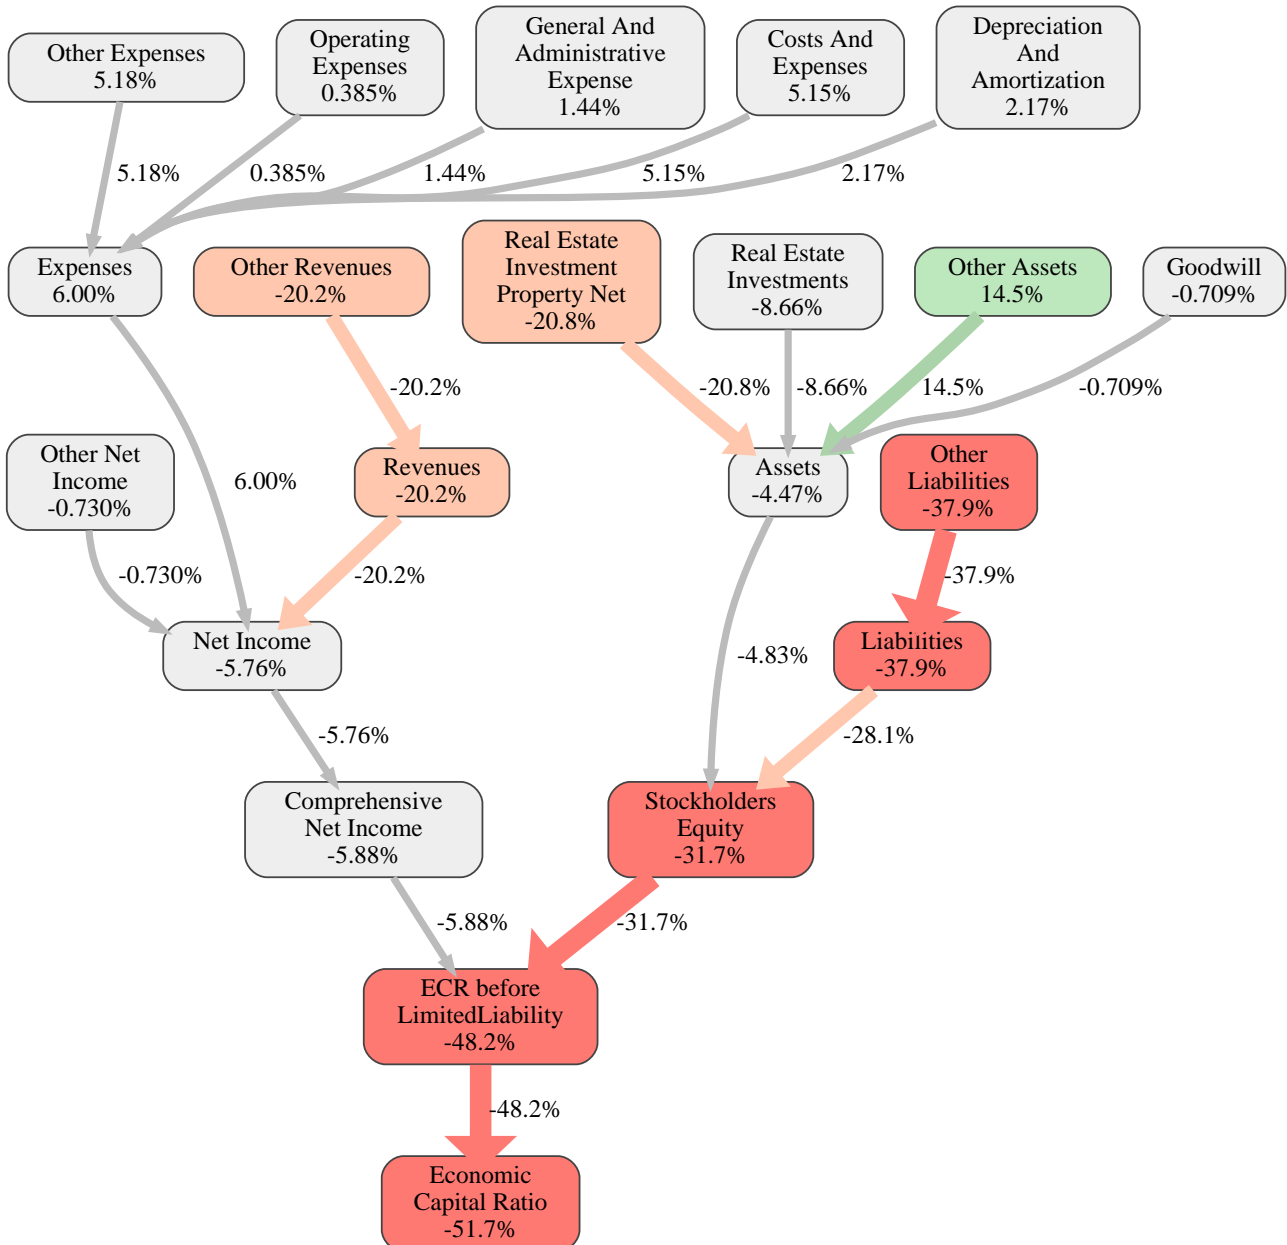 Other Expenses
5.18%
Operating
Expenses
0.385%
General And
Administrative
Expense
1.44%
Costs And
Expenses
5.15%
Depreciation
And
Amortization
2.17%
5.18%
0.385%
1.44%
5.15%
2.17%
Expenses
6.00%
Other Revenues
-20.2%
Real Estate
Investment
Property Net
-20.8%
Real Estate
Investments
-8.66%
Other Assets
14.5%
Goodwill
-0.709%
-20.2%
-20.8%
-8.66%
14.5%
-0.709%
Other Net
Income
-0.730%
6.00%
Revenues
-20.2%
Assets
-4.47%
Other
Liabilities
-37.9%
-0.730%
-20.2%
-37.9%
Net Income
-5.76%
-4.83%
Liabilities
-37.9%
-5.76%
-28.1%
Comprehensive
Net Income
-5.88%
Stockholders
Equity
-31.7%
-5.88%
-31.7%
ECR before
LimitedLiability
-48.2%
-48.2%
Economic
Capital Ratio
-51.7%